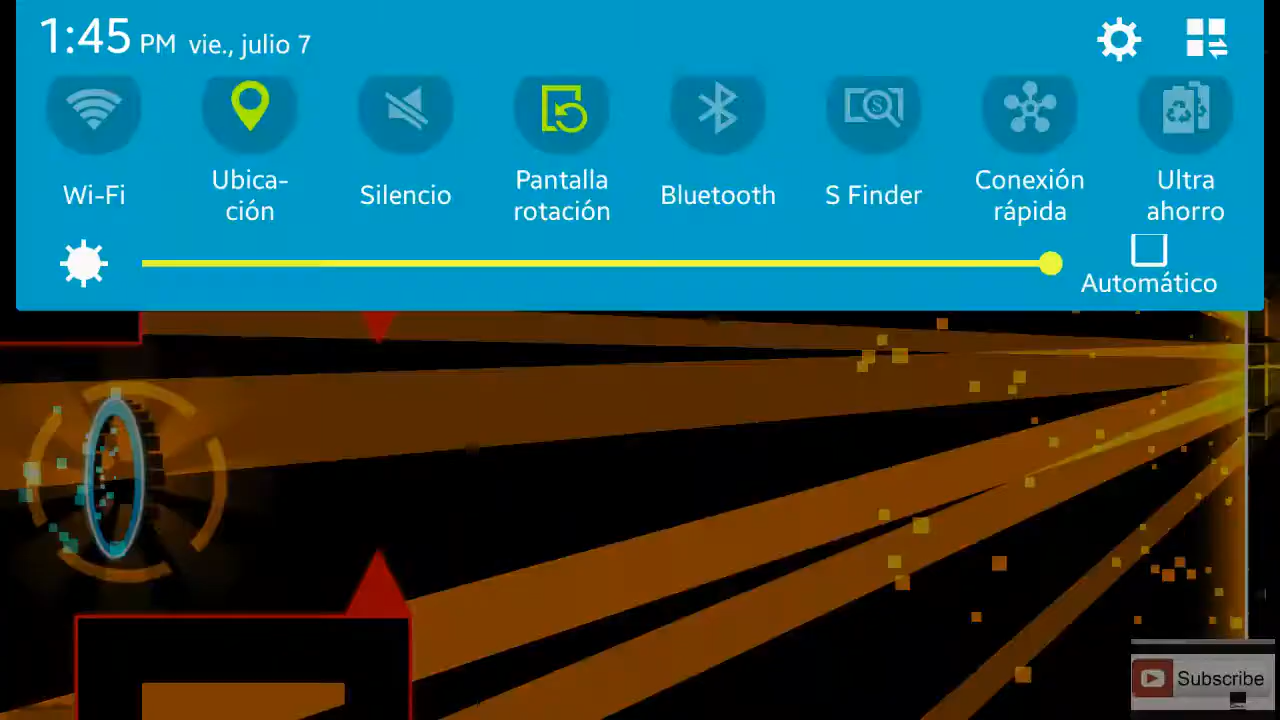 1:45 PM vie., julio 7
Wi-Fi
Ubica-
ción
Silencio
Pantalla
rotación
Bluetooth
S Finder
Conexión
rápida
Ultra
ahorro
Automático
Subscribe